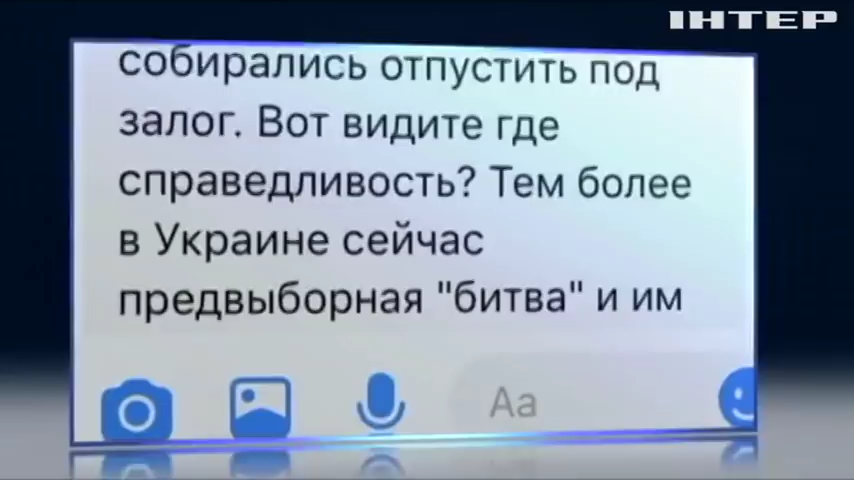 ІНТЕР
собирались отпустить под
залог. Вот видите где
справедливость? Тем более
в Украине сейчас
предвыборная "битва" и им
Aa